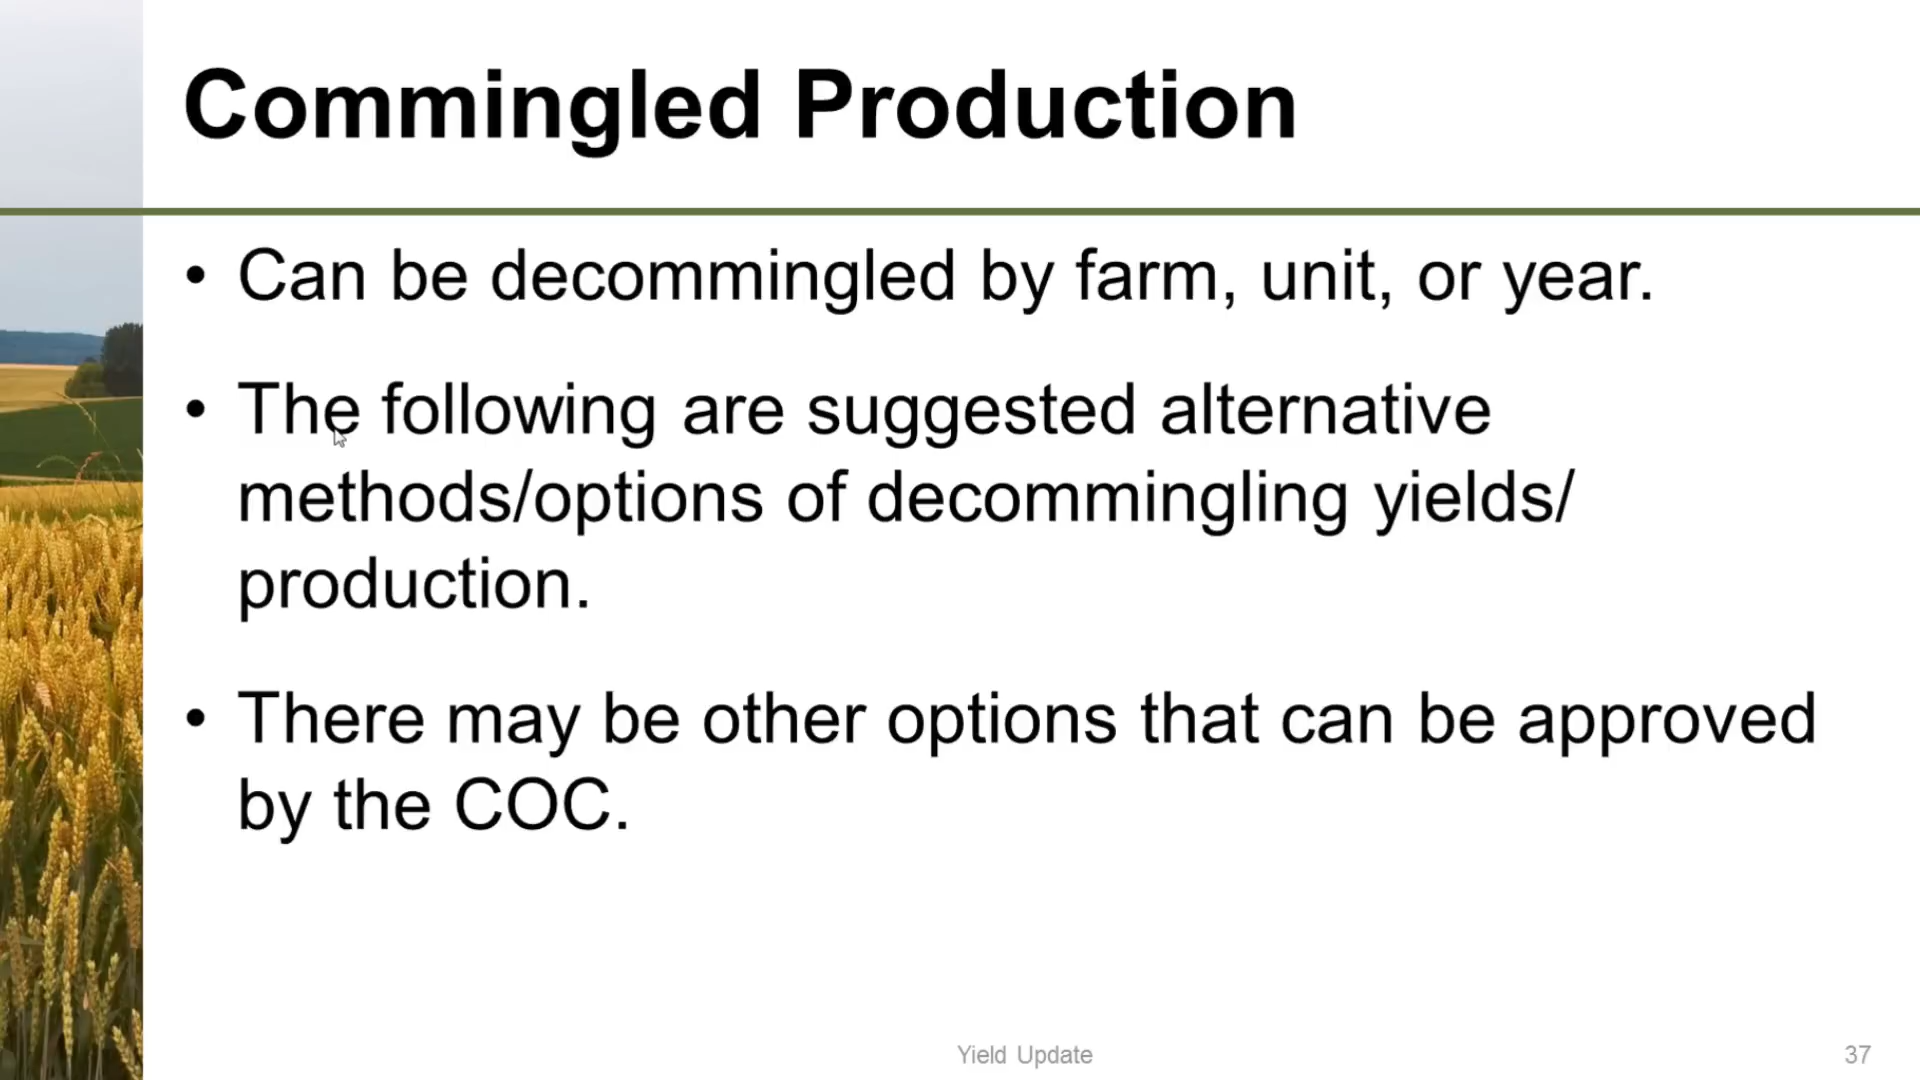 Commingled Production
• Can be decommingled by farm, unit, or year.
• The following are suggested alternative
methods/options of decommingling yields/
production.
• There may be other options that can be approved
by the COC.
Yield Update
37